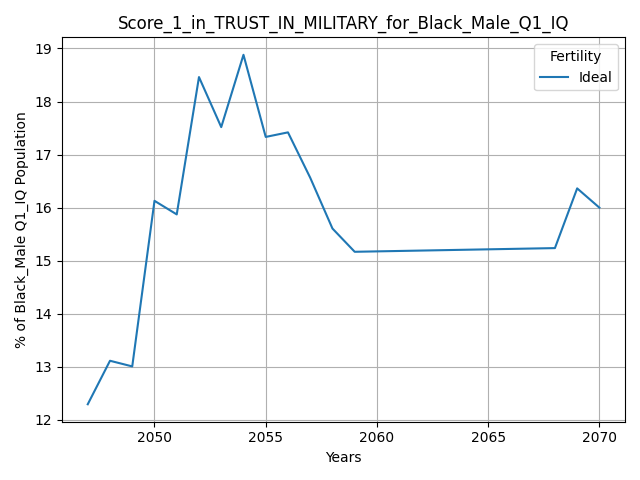 Score_1_in_TRUST_IN_MILITARY_for_Black_Male_Q1_IQ
Fertility
Ideal
% of Black_Male Q1_IQ Population
19
18
17
16
15
14
13
12
2050
2055
2060
2065
2070
Years